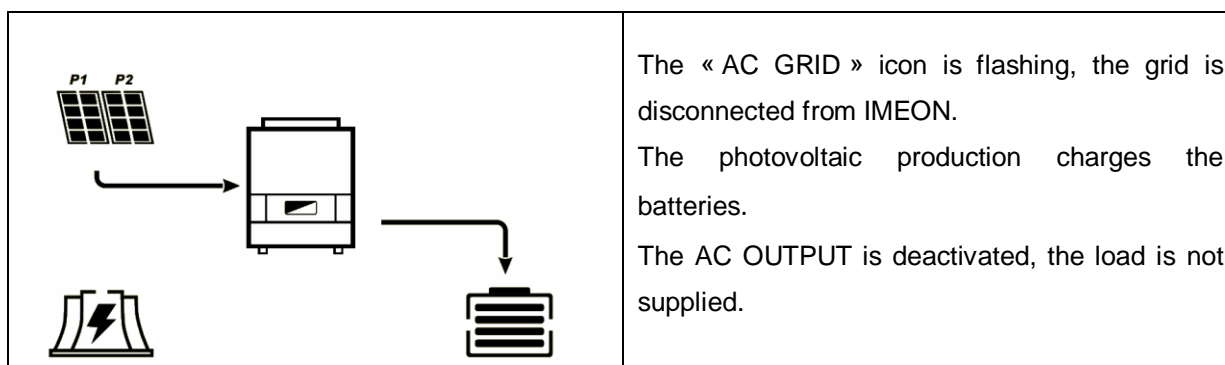 P1 P2
The « AC GRID » icon is flashing, the grid is
disconnected from IMEON.
The photovoltaic production charges the
batteries.
The AC OUTPUT is deactivated, the load is not
supplied.